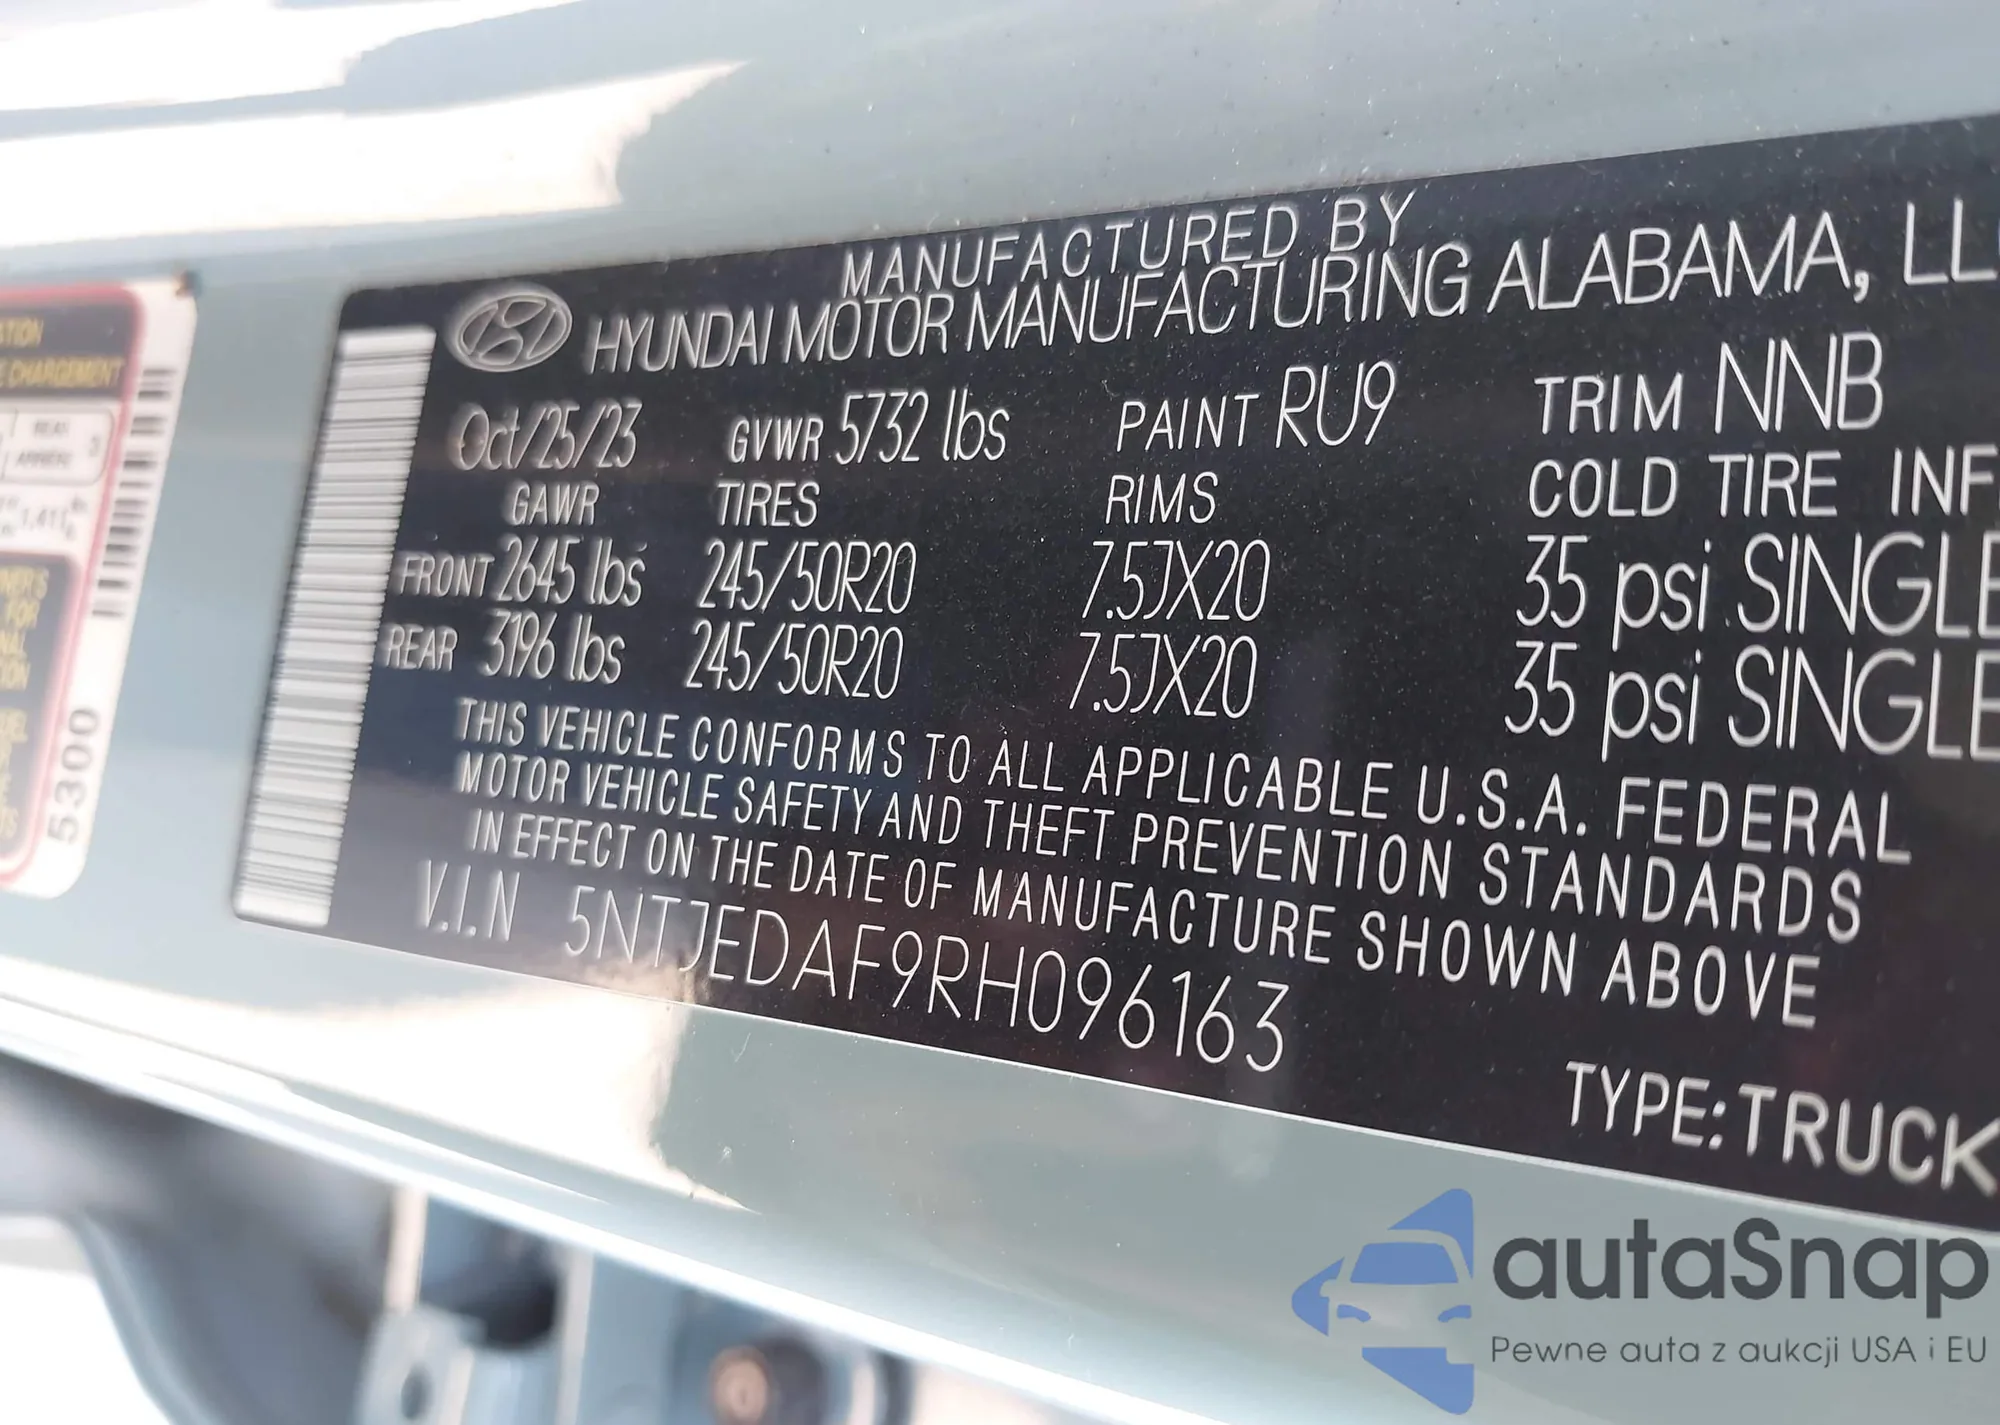 MANUFACTURED BY
HYUNDAI MOTOR MANUFACTURING ALABAMA, LLC
Oct/25/23 GVWR 5732 lbs PAINT RU9 TRIM NNB
GAWR TIRES RIMS COLD TIRE INF
FRONT 2645 lbs 245/50R20 7.5JX20 35 psi SINGLE
REAR 3196 lbs 245/50R20 7.5JX20 35 psi SINGLE
THIS VEHICLE CONFORMS TO ALL APPLICABLE U.S.A. FEDERAL
MOTOR VEHICLE SAFETY AND THEFT PREVENTION STANDARDS
IN EFFECT ON THE DATE OF MANUFACTURE SHOWN ABOVE
V.I.N 5NTJEDAF9RH096163
TYPE:TRUCK
CHARGEMENT
5300
autaSnap
Pewne auta z aukcji USA i EU